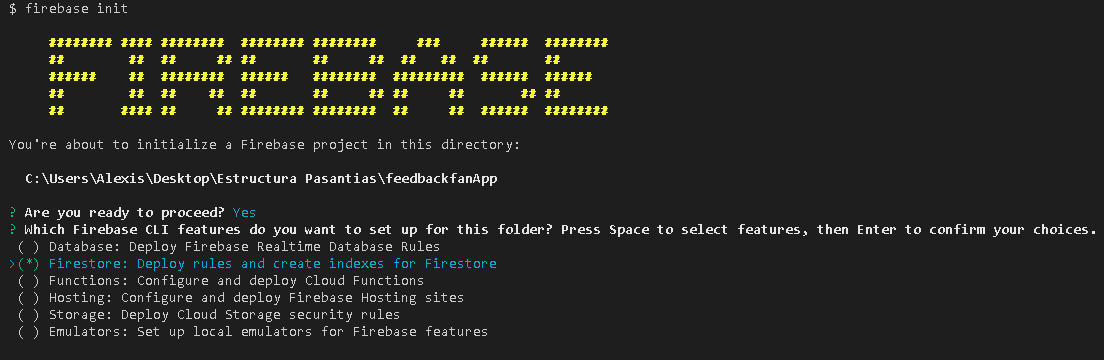 $ firebase init
FIREBASE
You're about to initialize a Firebase project in this directory:
C:\Users\Alexis\Desktop\Estructura Pasantias\feedbackfanApp
? Are you ready to proceed? Yes
? Which Firebase CLI features do you want to set up for this folder? Press Space to select features, then Enter to confirm your choices.
( ) Database: Deploy Firebase Realtime Database Rules
>(*) Firestore: Deploy rules and create indexes for Firestore
( ) Functions: Configure and deploy Cloud Functions
( ) Hosting: Configure and deploy Firebase Hosting sites
( ) Storage: Deploy Cloud Storage security rules
( ) Emulators: Set up local emulators for Firebase features